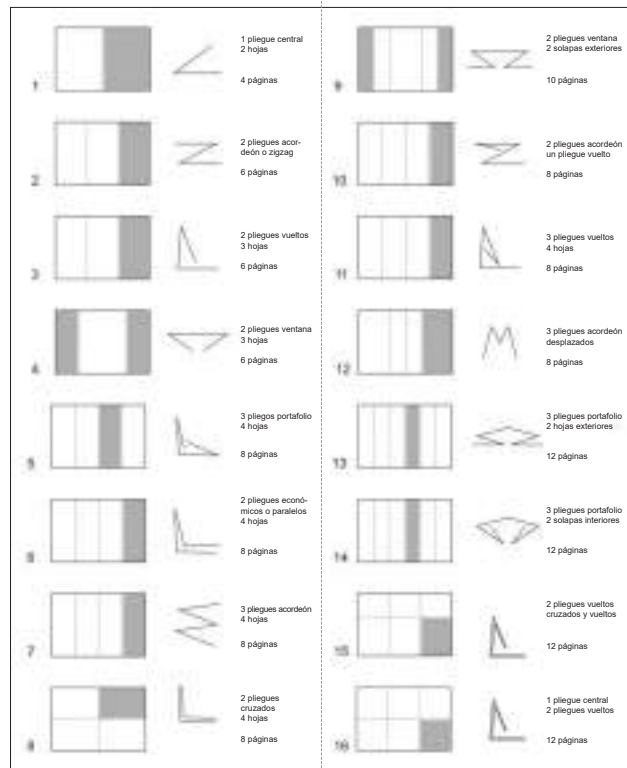 1
1 pliegue central
2 hojas
4 páginas
2
2 pliegues acor-
deón o zigzag
6 páginas
3
2 pliegues vueltos
3 hojas
6 páginas
4
2 pliegues ventana
3 hojas
6 páginas
5
3 pliegos portafolio
4 hojas
8 páginas
6
2 pliegues econó-
micos o paralelos
4 hojas
8 páginas
7
3 pliegues acordeón
4 hojas
8 páginas
8
2 pliegues
cruzados
4 hojas
8 páginas
9
2 pliegues ventana
2 solapas exteriores
10 páginas
10
2 pliegues acordeón
un pliegue vuelto
8 páginas
11
3 pliegues vueltos
4 hojas
8 páginas
12
3 pliegues acordeón
desplazados
8 páginas
13
3 pliegues portafolio
2 hojas exteriores
12 páginas
14
3 pliegues portafolio
2 solapas interiores
12 páginas
15
2 pliegues vueltos
cruzados y vueltos
12 páginas
16
1 pliegue central
2 pliegues vueltos
12 páginas